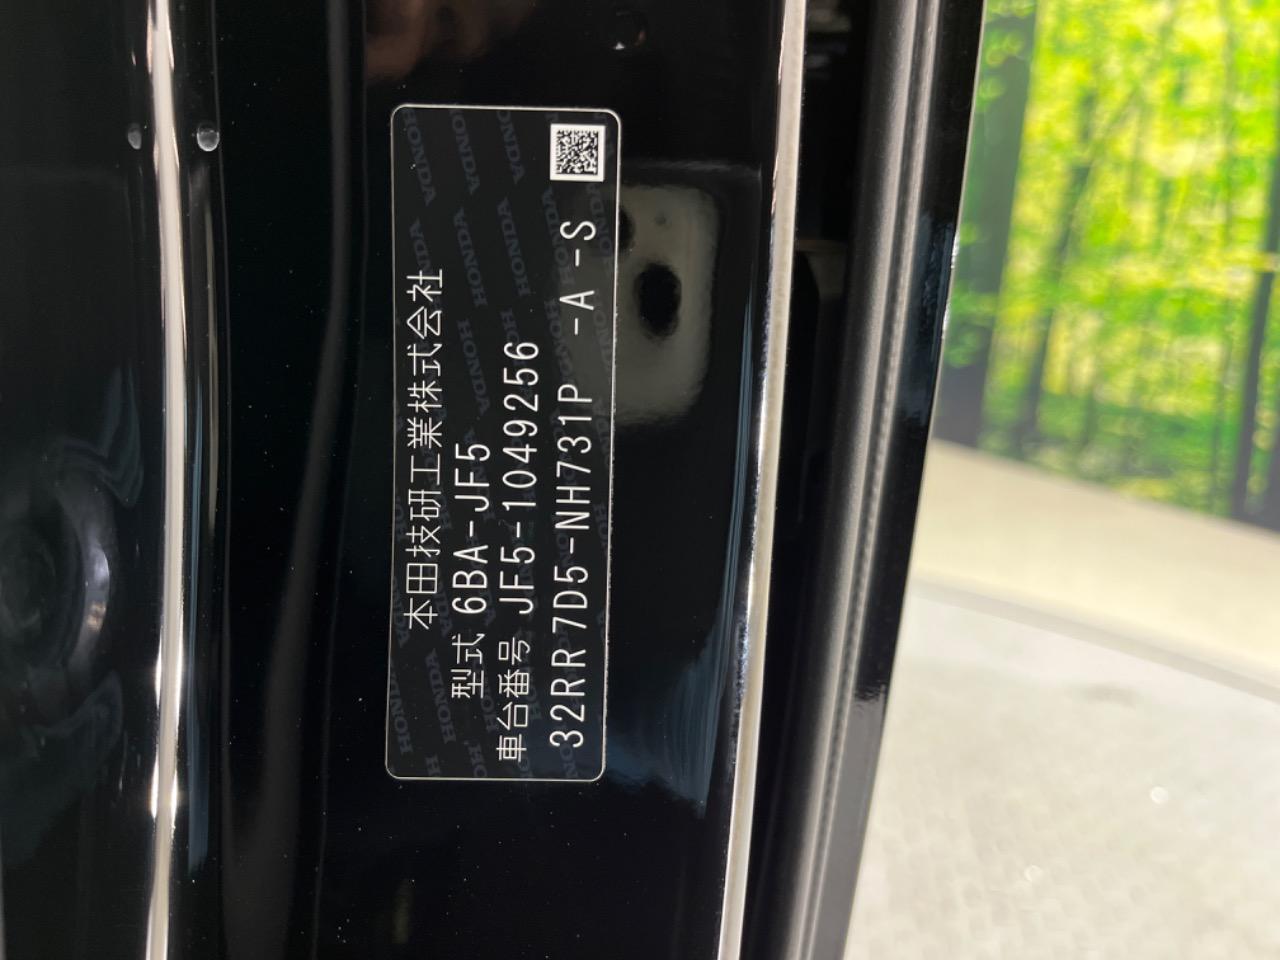 本田技研工業株式会社
型式 6BA-JF5
車台番号 JF5-1049256
32RR7D5-NH731P -A -S